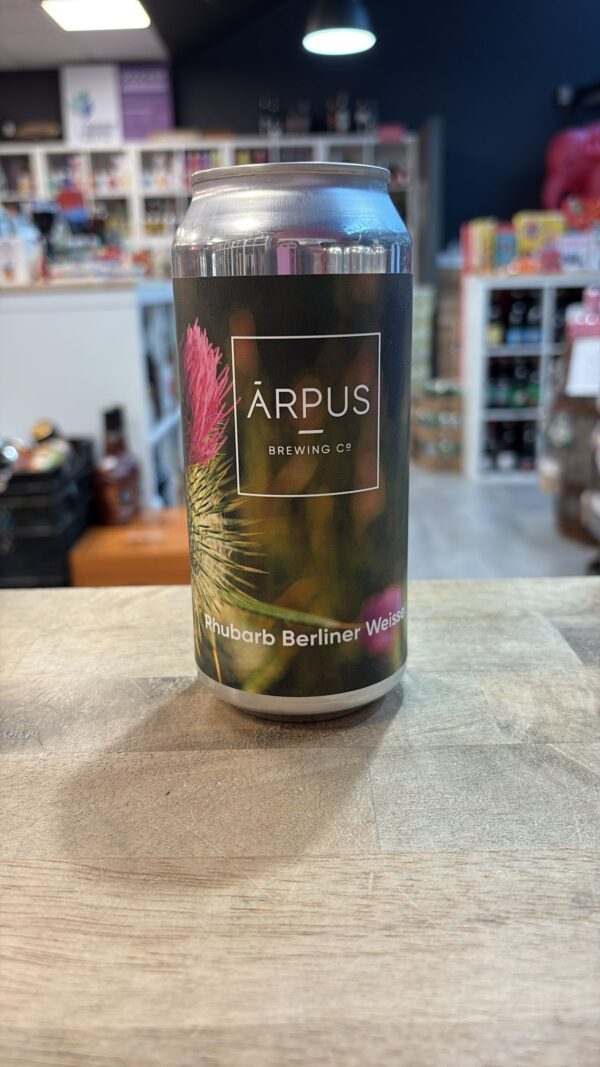 ĀRPUS
BREWING Cº
Rhubarb Berliner Weisse